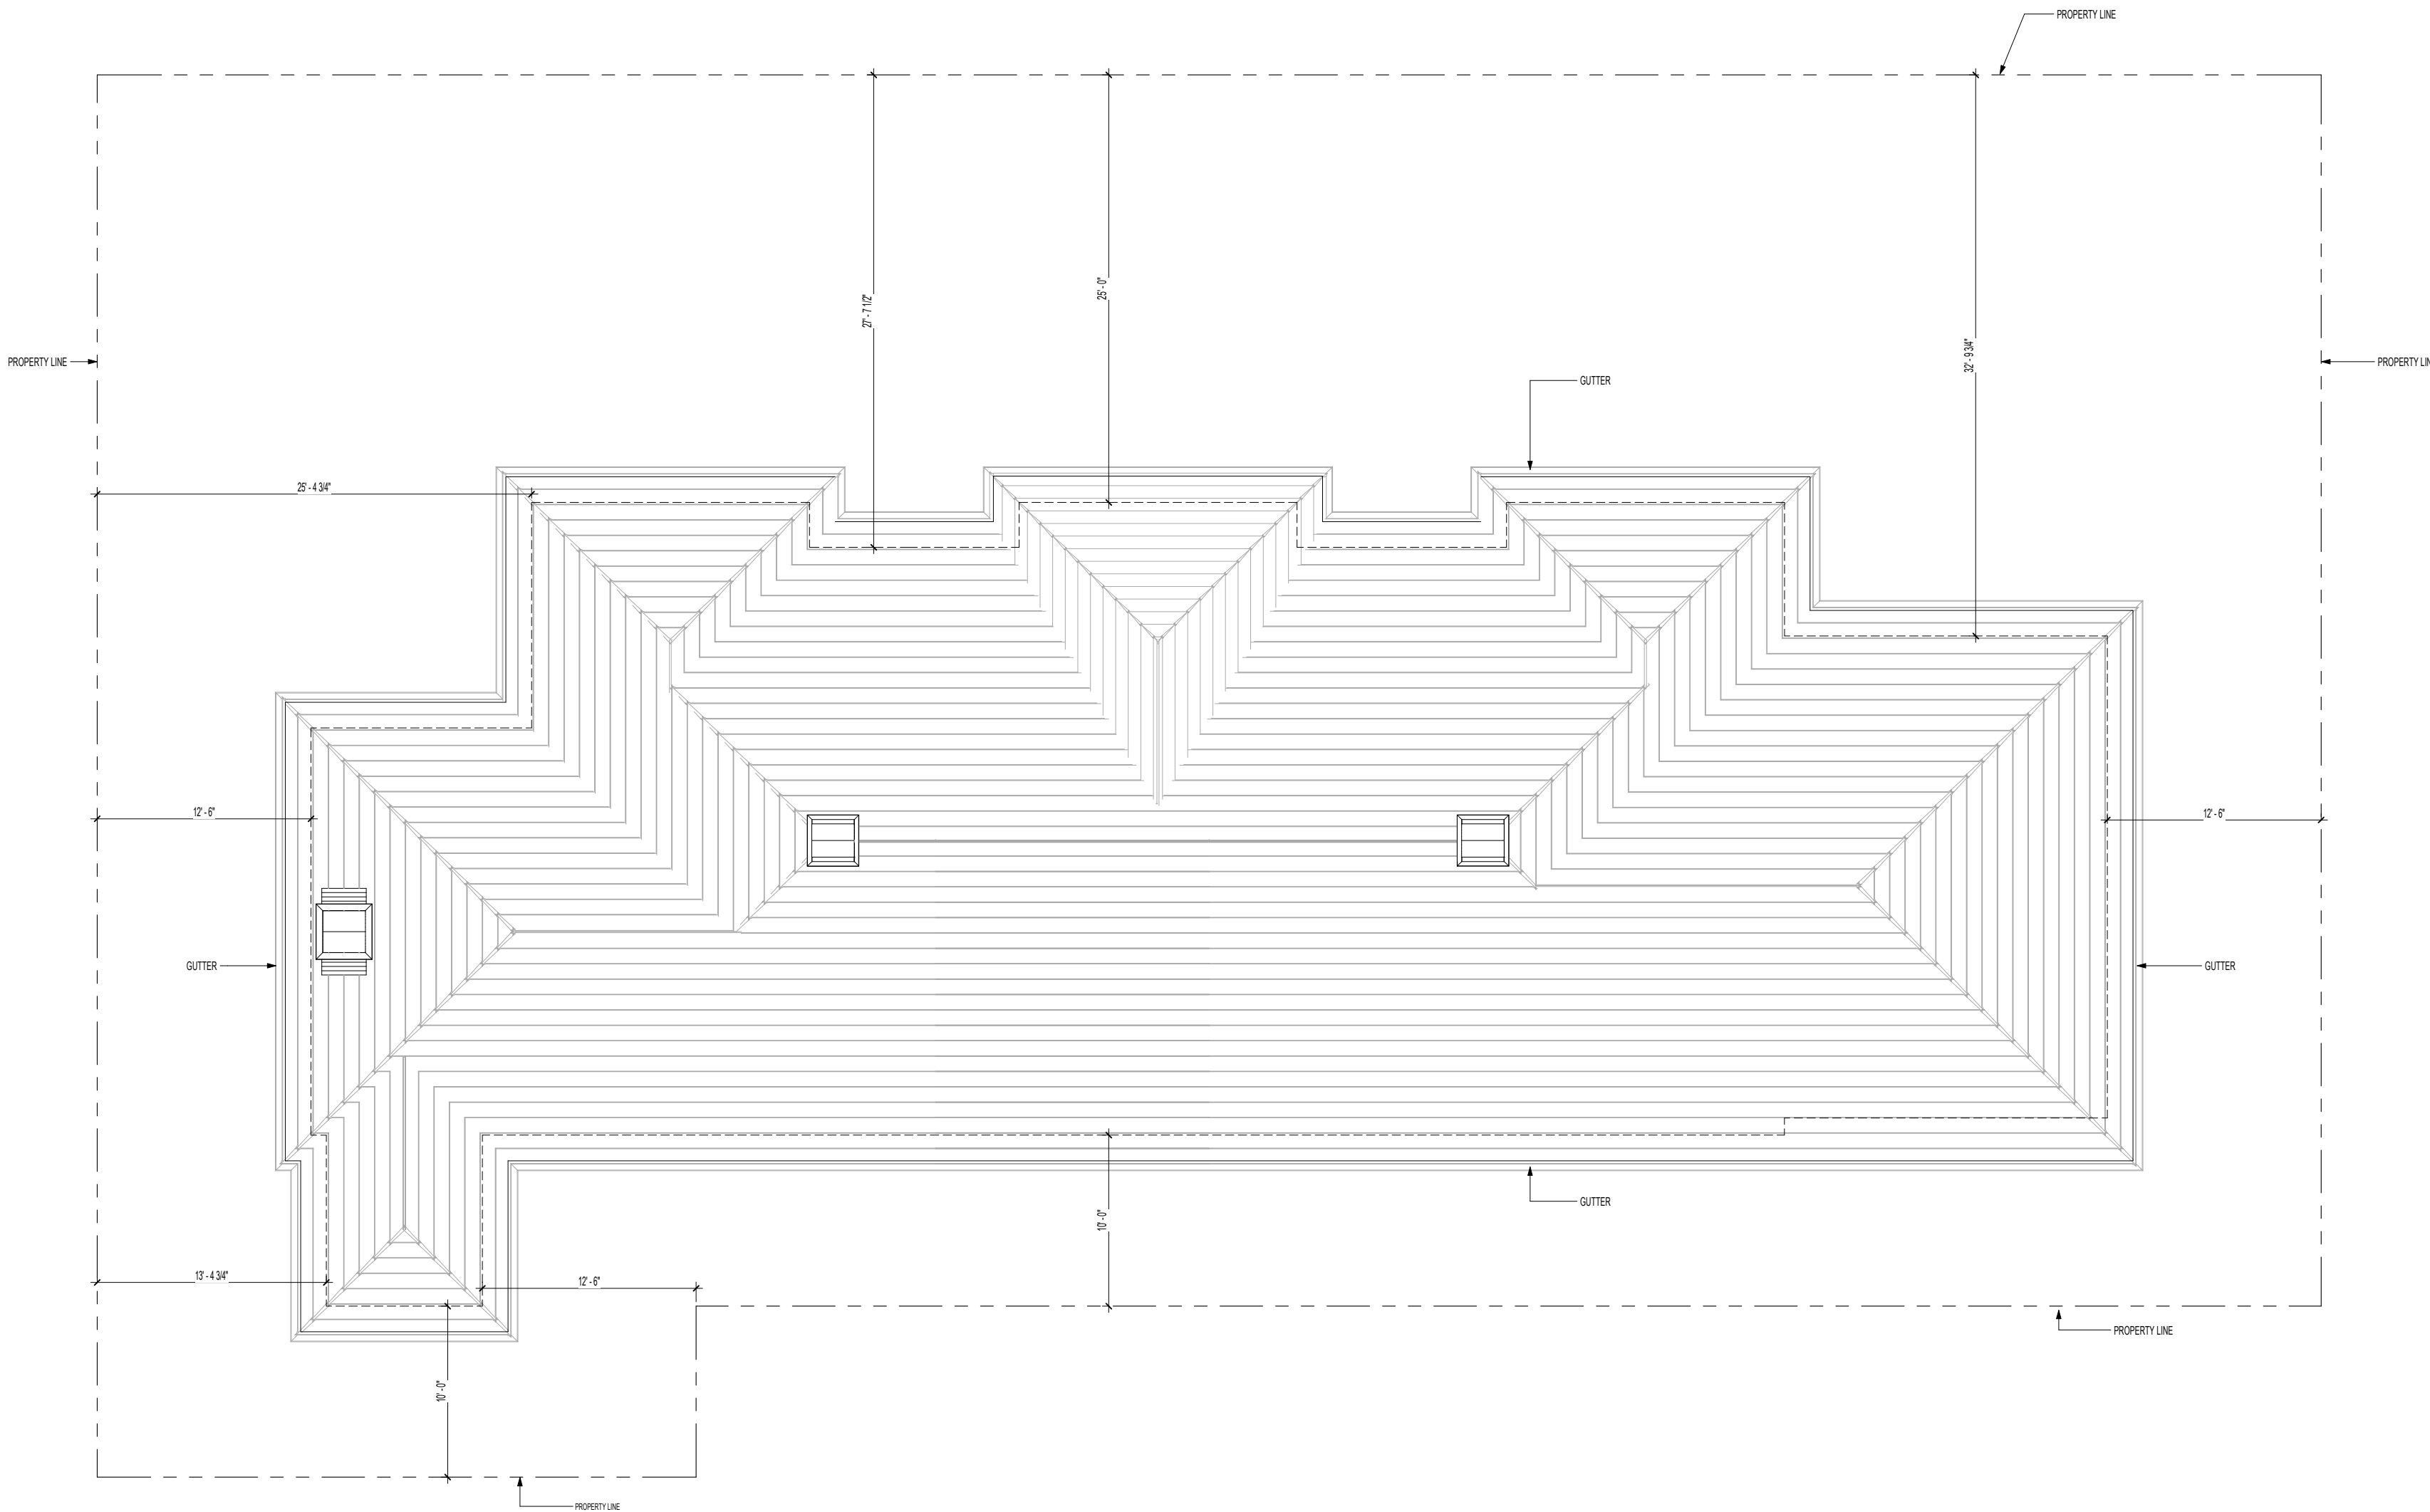 PROPERTY LINE
27' - 7 1/2"
25' - 0"
32' - 9 3/4"
PROPERTY LINE
PROPERTY LIN
GUTTER
25' - 4 3/4"
12' - 6"
12' - 6"
GUTTER
GUTTER
GUTTER
10' - 0"
13' - 4 3/4"
12' - 6"
PROPERTY LINE
10' - 0"
PROPERTY LINE